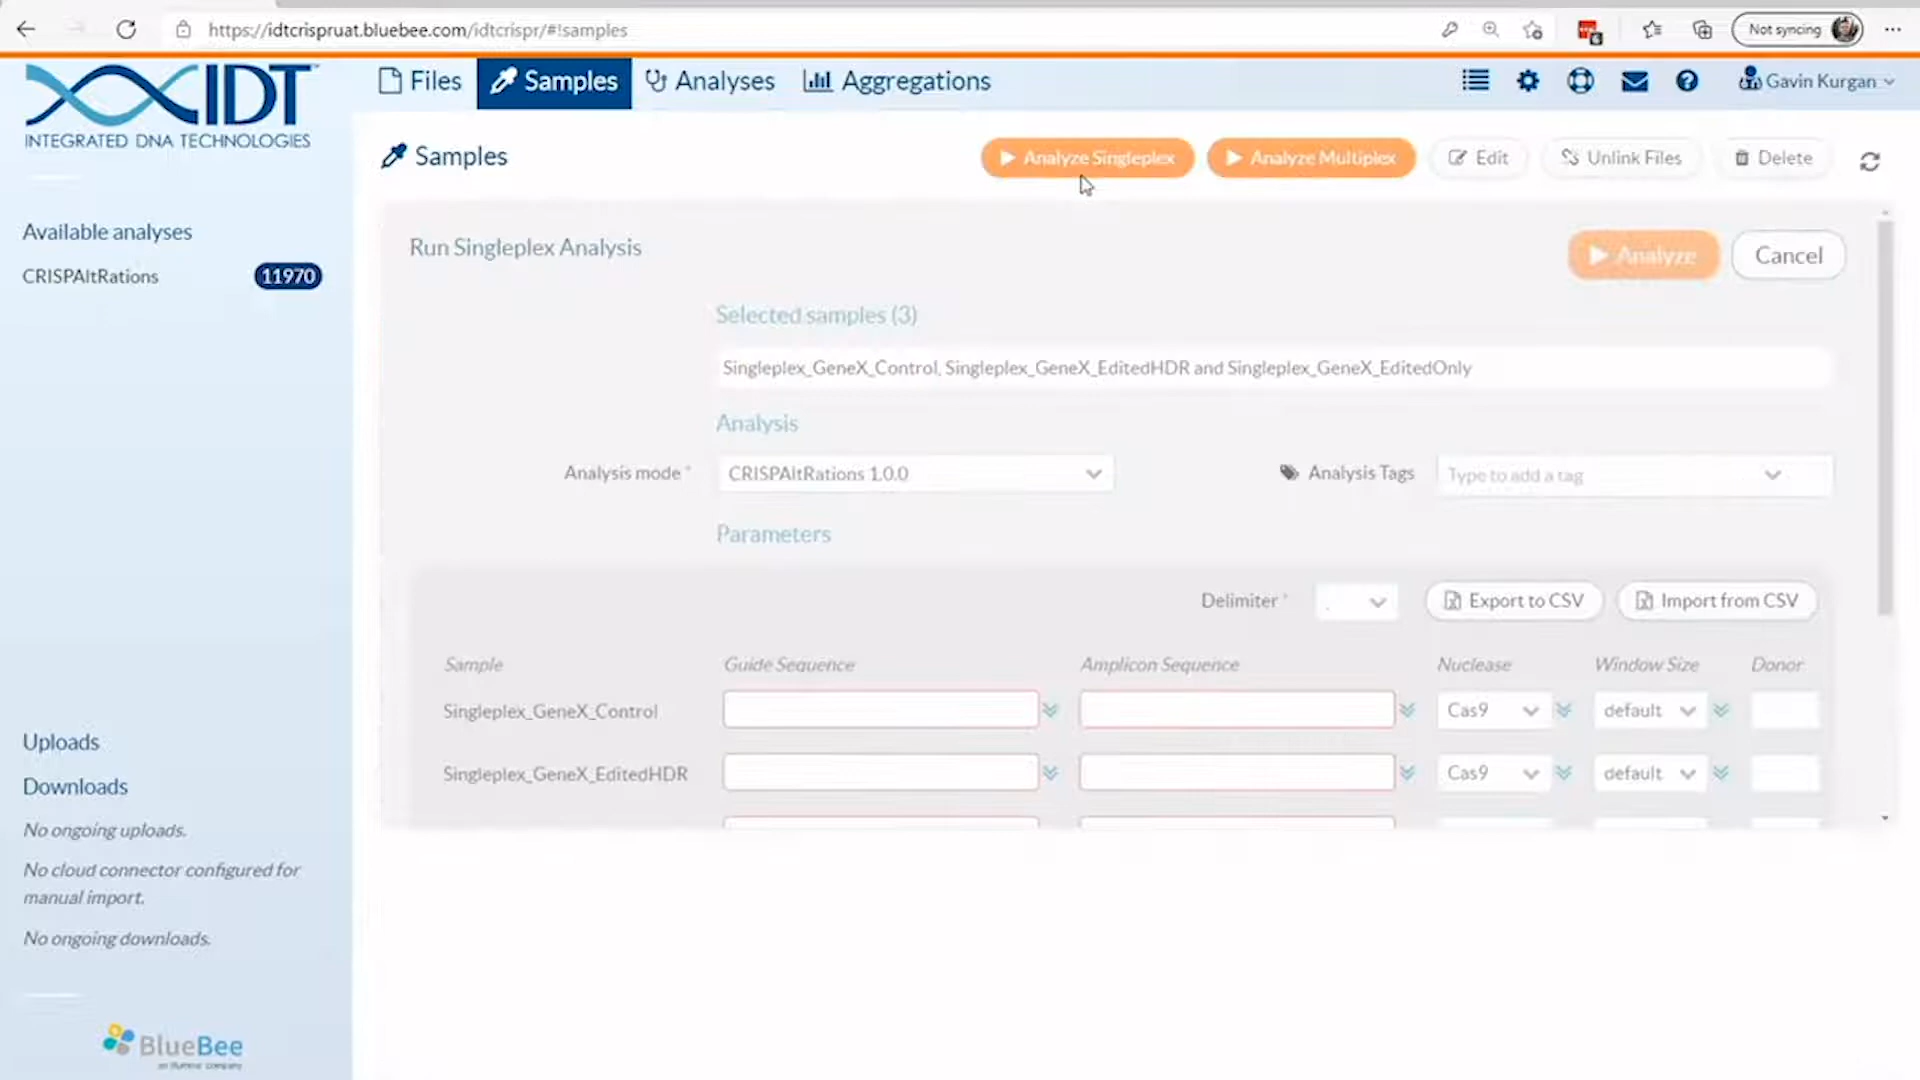 https://idtcrispruat.bluebee.com/idtcrispr/#!samples
Not syncing
IDT
INTEGRATED DNA TECHNOLOGIES
Files
Samples
Analyses
Aggregations
Gavin Kurgan
Samples
Analyze Singleplex
Analyze Multiplex
Edit
Unlink Files
Delete
Available analyses
CRISPAltRations 11970
Run Singleplex Analysis
Analyze
Cancel
Selected samples (3)
Singleplex_GeneX_Control, Singleplex_GeneX_EditedHDR and Singleplex_GeneX_EditedOnly
Analysis
Analysis mode * CRISPAltRations 1.0.0
Analysis Tags Type to add a tag
Parameters
Delimiter *
Export to CSV
Import from CSV
Sample Guide Sequence Amplicon Sequence Nuclease Window Size Donor
Singleplex_GeneX_Control Cas9 default
Singleplex_GeneX_EditedHDR Cas9 default
Uploads
Downloads
No ongoing uploads.
No cloud connector configured for
manual import.
No ongoing downloads.
BlueBee
an Illumina company